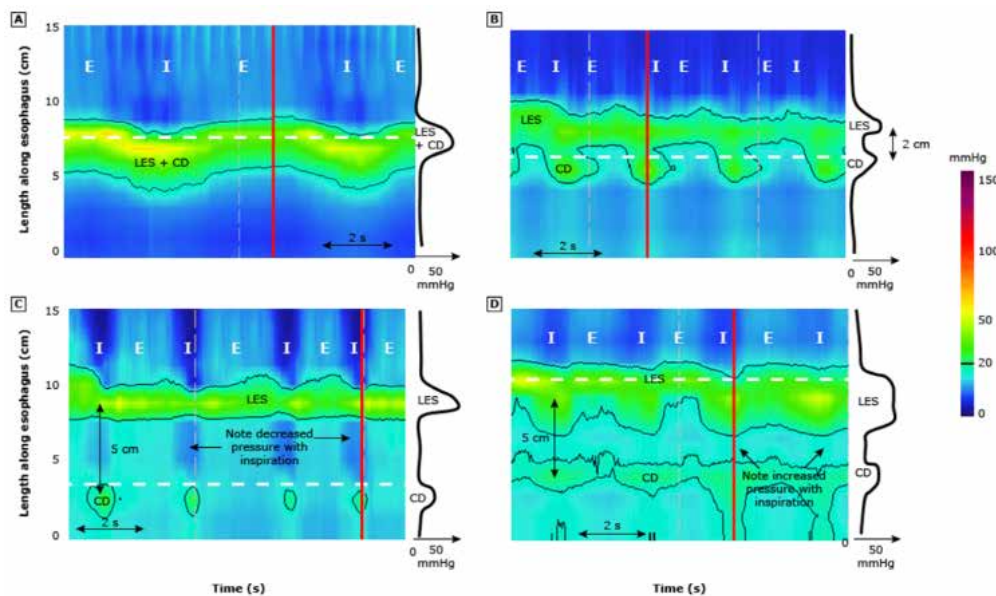 A
Length along esophagus (cm)
15
10
5
0
E I E I E
LES + CD
2 s
LES
+ CD
0 50
mmHg
B
E I E I E I E I
LES
CD
2 s
LES
CD
2 cm
0 50
mmHg
mmHg
150
100
50
20
0
C
Length along esophagus (cm)
15
10
5
0
I E I E I E I E
LES
5 cm
Note decreased
pressure with
inspiration
CD
2 s
LES
CD
0 50
mmHg
Time (s)
D
I E I E I E I
LES
5 cm
CD
Note increased
pressure with
inspiration
2 s
LES
CD
0
0 50
mmHg
Time (s)